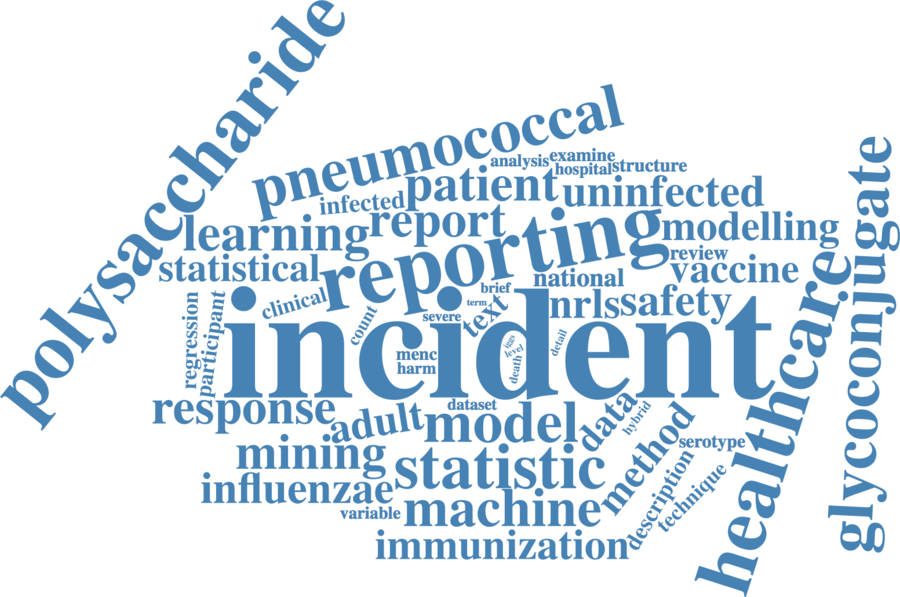 polysaccharide
pneumococcal
analysis
examine
hospital
structure
infected
patient
uninfected
learning
report
reporting
modelling
statistical
review
vaccine
national
brief
clinical
term
text
nrls
safety
healthcare
glycoconjugate
regression
participant
count
severe
incident
menc
harm
iggs
level
death
detail
response
adult
dataset
model
data
hybrid
mining
statistic
method
serotype
influenzae
machine
description
technique
variable
immunization